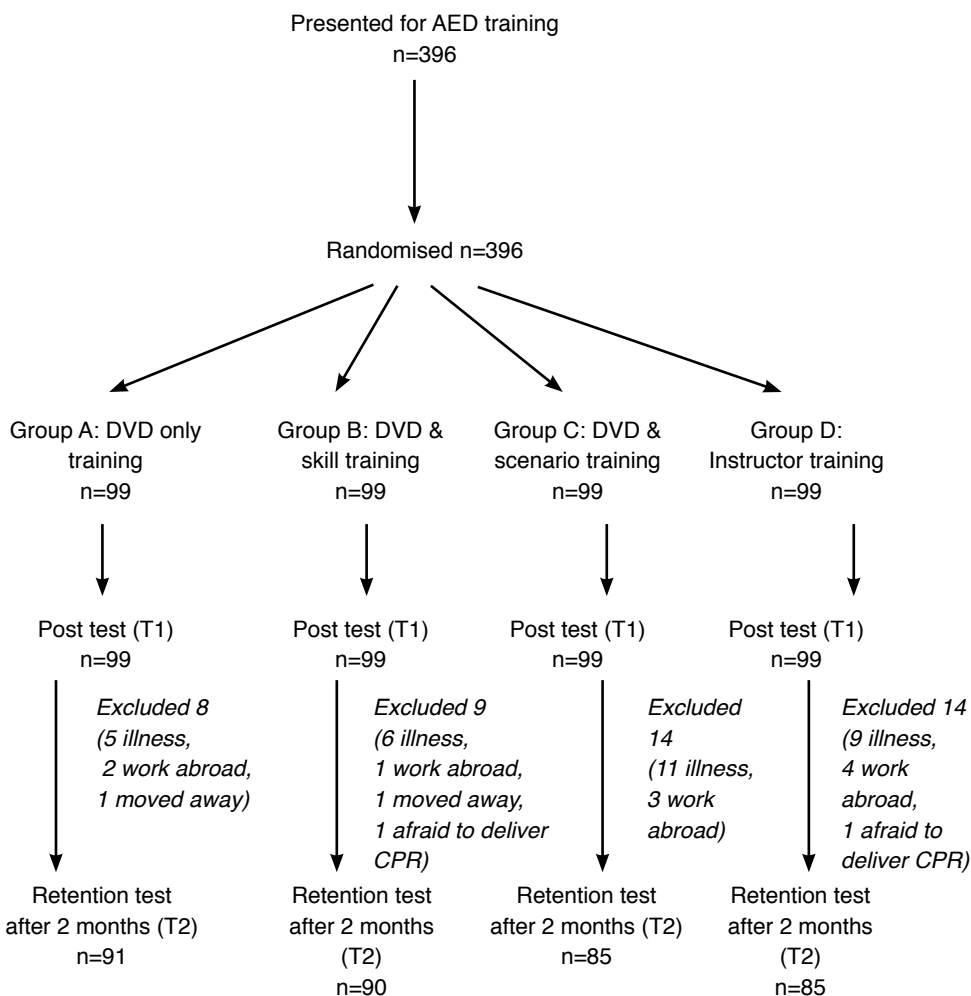 Presented for AED training
n=396
Randomised n=396
Group A: DVD only
training
n=99
Group B: DVD &
skill training
n=99
Group C: DVD &
scenario training
n=99
Group D:
Instructor training
n=99
Post test (T1)
n=99
Post test (T1)
n=99
Post test (T1)
n=99
Post test (T1)
n=99
Excluded 8
(5 illness,
2 work abroad,
1 moved away)
Excluded 9
(6 illness,
1 work abroad,
1 moved away,
1 afraid to deliver
CPR)
Excluded
14
(11 illness,
3 work
abroad)
Excluded 14
(9 illness,
4 work
abroad,
1 afraid to
deliver CPR)
Retention test
after 2 months (T2)
n=91
Retention test
after 2 months
(T2)
n=90
Retention test
after 2 months (T2)
n=85
Retention test
after 2 months
(T2)
n=85